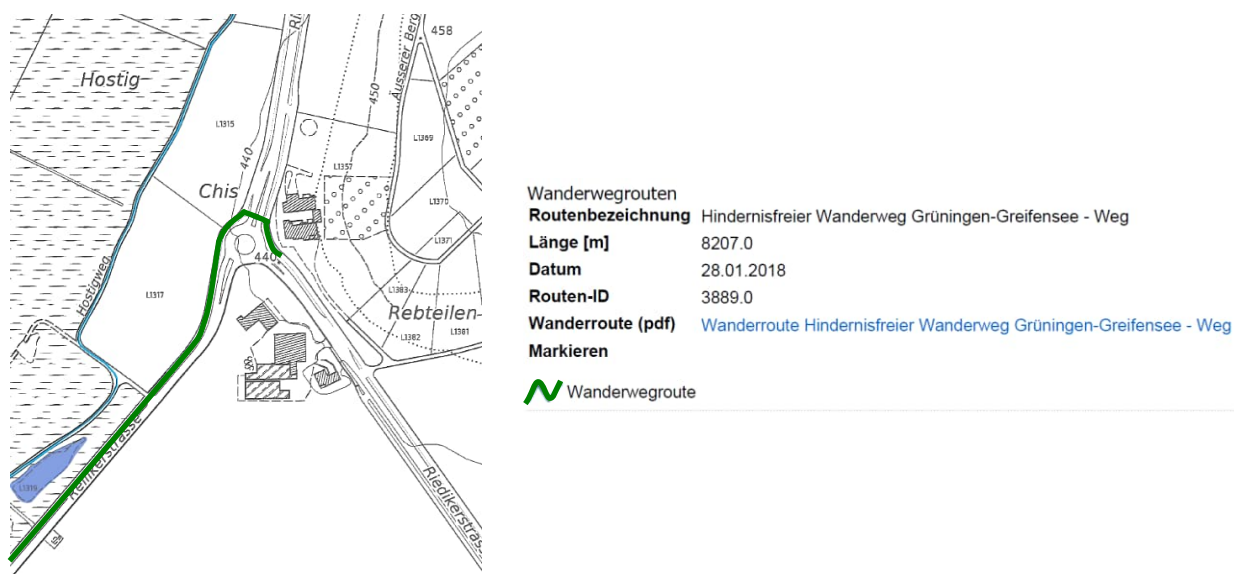 458
Hostig
Äusserer Berg
450
L1315
L1369
440
L1357
Chis
L1370
L1371
440
Hostigweg
L1317
L1383
Rebteilen-
L1382
L1381
Rellikerstrasse
L1319
Riedikerstrass
Wanderwegrouten
Routenbezeichnung Hindernisfreier Wanderweg Grüningen-Greifensee - Weg
Länge [m] 8207.0
Datum 28.01.2018
Routen-ID 3889.0
Wanderroute (pdf) Wanderroute Hindernisfreier Wanderweg Grüningen-Greifensee - Weg
Markieren
Wanderwegroute